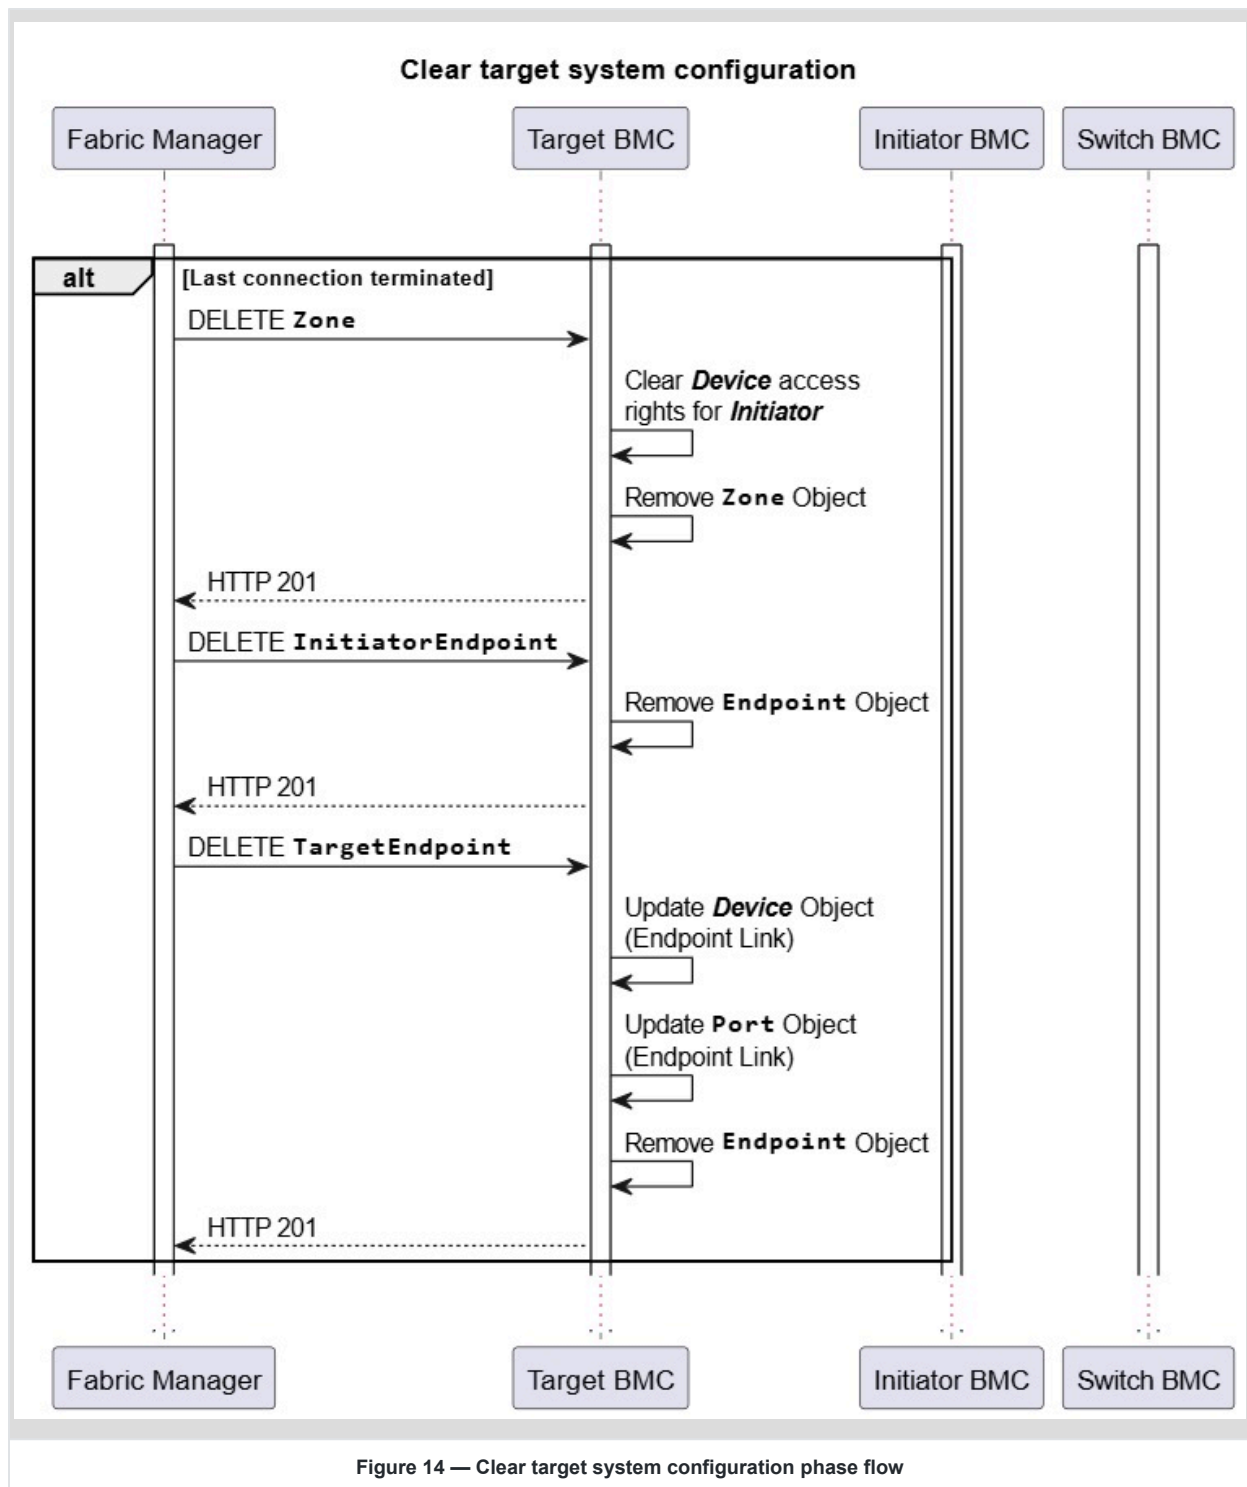 Clear target system configuration
Fabric Manager
Target BMC
Initiator BMC
Switch BMC
alt
[Last connection terminated]
DELETE Zone
Clear Device access
rights for Initiator
Remove Zone Object
HTTP 201
DELETE InitiatorEndpoint
Remove Endpoint Object
HTTP 201
DELETE TargetEndpoint
Update Device Object
(Endpoint Link)
Update Port Object
(Endpoint Link)
Remove Endpoint Object
HTTP 201
Fabric Manager
Target BMC
Initiator BMC
Switch BMC
Figure 14 — Clear target system configuration phase flow